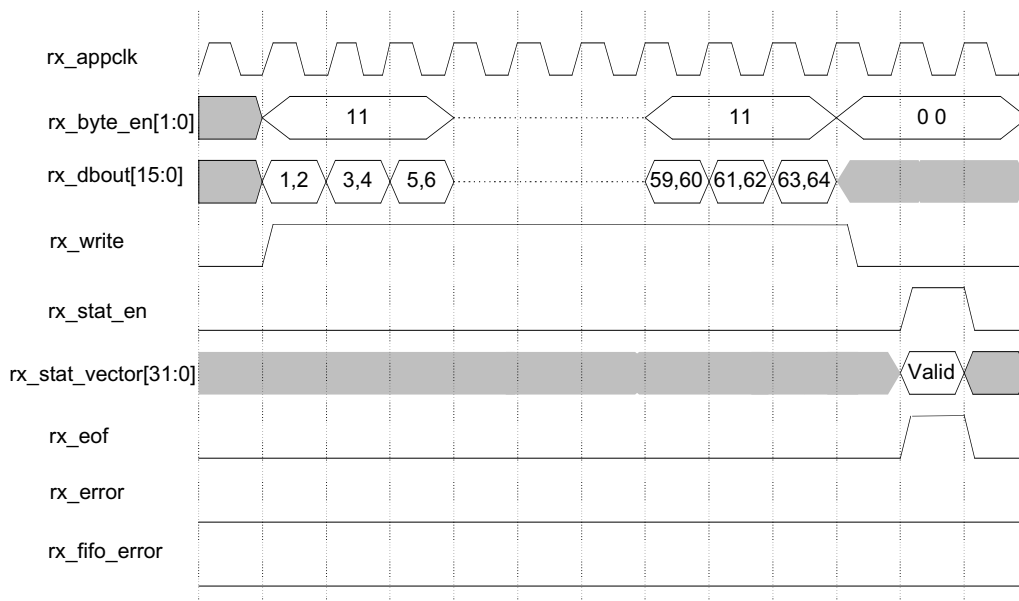 rx_appclk
rx_byte_en[1:0] 11 11 0 0
rx_dbout[15:0] 1,2 3,4 5,6 59,60 61,62 63,64
rx_write
rx_stat_en
rx_stat_vector[31:0] Valid
rx_eof
rx_error
rx_fifo_error